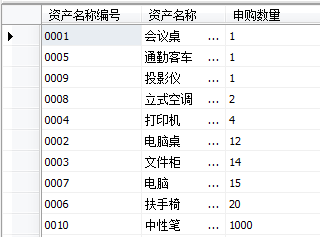 资产名称编号 资产名称 申购数量
0001 会议桌 ... 1
0005 通勤客车 ... 1
0009 投影仪 ... 1
0008 立式空调 ... 2
0004 打印机 ... 4
0002 电脑桌 ... 12
0003 文件柜 ... 14
0007 电脑 ... 15
0006 扶手椅 ... 20
0010 中性笔 ... 1000